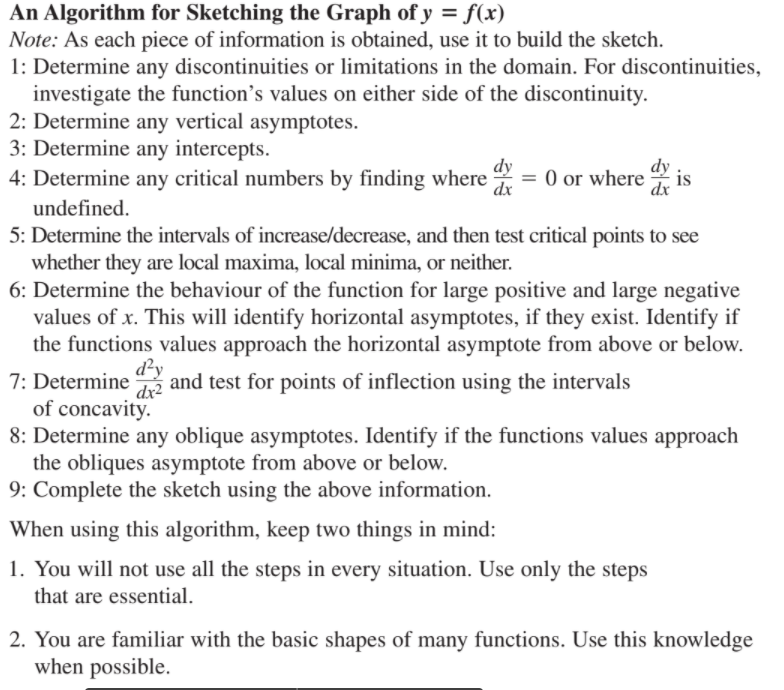 An Algorithm for Sketching the Graph of y = f(x)
Note: As each piece of information is obtained, use it to build the sketch.
1: Determine any discontinuities or limitations in the domain. For discontinuities,
investigate the function's values on either side of the discontinuity.
2: Determine any vertical asymptotes.
3: Determine any intercepts.
4: Determine any critical numbers by finding where dy/dx = 0 or where dy/dx is
undefined.
5: Determine the intervals of increase/decrease, and then test critical points to see
whether they are local maxima, local minima, or neither.
6: Determine the behaviour of the function for large positive and large negative
values of x. This will identify horizontal asymptotes, if they exist. Identify if
the functions values approach the horizontal asymptote from above or below.
7: Determine d²y/dx² and test for points of inflection using the intervals
of concavity.
8: Determine any oblique asymptotes. Identify if the functions values approach
the obliques asymptote from above or below.
9: Complete the sketch using the above information.
When using this algorithm, keep two things in mind:
1. You will not use all the steps in every situation. Use only the steps
that are essential.
2. You are familiar with the basic shapes of many functions. Use this knowledge
when possible.